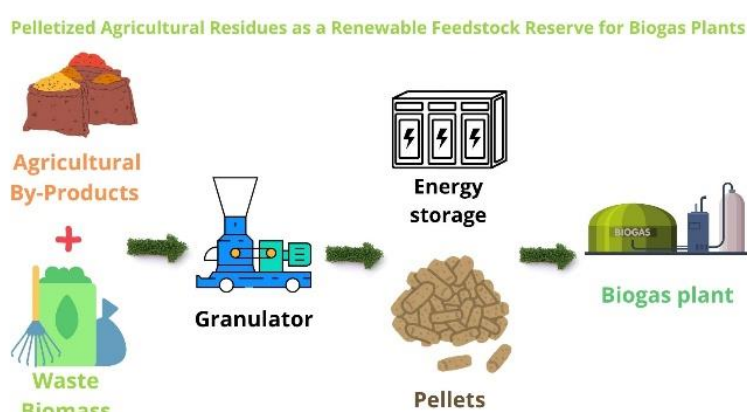 Pelletized Agricultural Residues as a Renewable Feedstock Reserve for Biogas Plants
Agricultural
By-Products
+
Waste
Biomass
Granulator
Energy
storage
Pellets
BIOGAS
Biogas plant